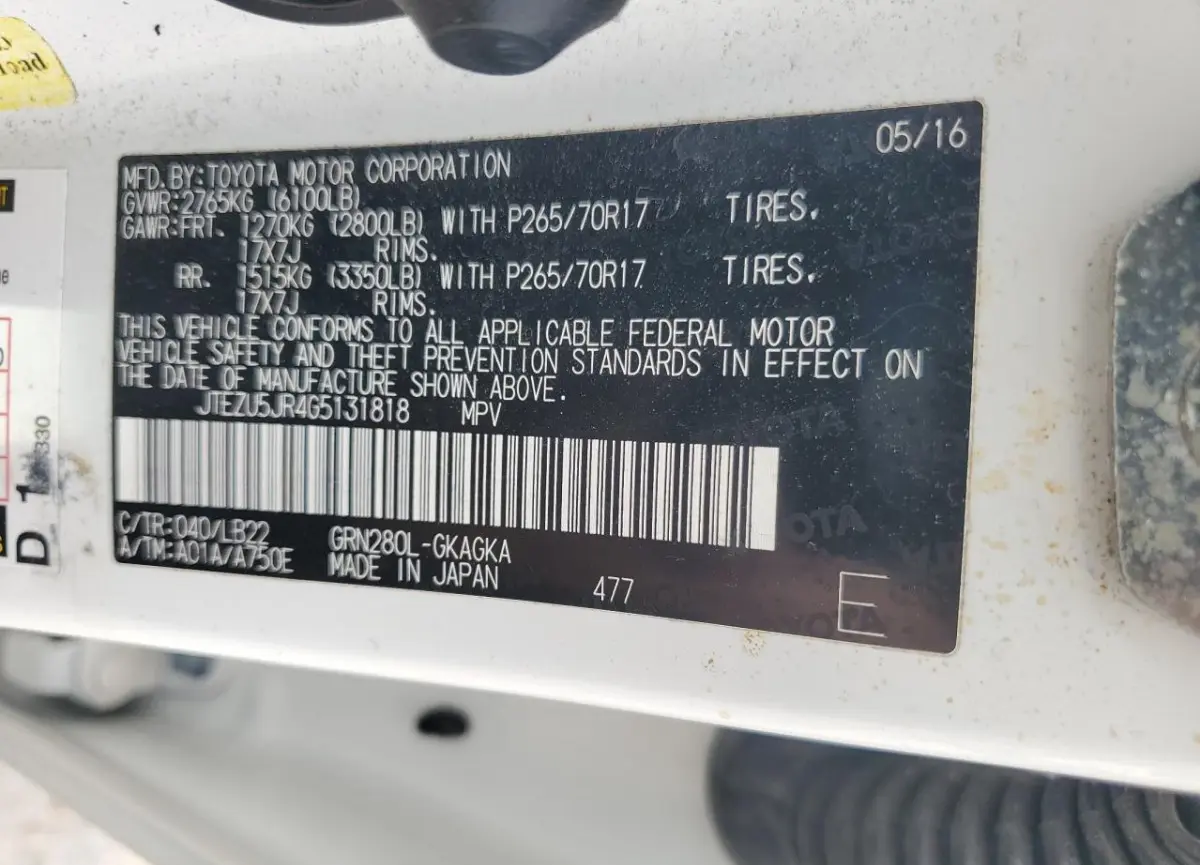 05/16
MFD.BY:TOYOTA MOTOR CORPORATION
GVWR:2765KG (6100LB)
GAWR:FRT. 1270KG (2800LB) WITH P265/70R17 TIRES.
17X7J RIMS.
RR. 1515KG (3350LB) WITH P265/70R17 TIRES.
17X7J RIMS.
THIS VEHICLE CONFORMS TO ALL APPLICABLE FEDERAL MOTOR
VEHICLE SAFETY AND THEFT PREVENTION STANDARDS IN EFFECT ON
THE DATE OF MANUFACTURE SHOWN ABOVE.
JTEZU5JR4G5131818 MPV
C/TR:040/LB22 GRN280L-GKAGKA
A/TM:A01A/A750E MADE IN JAPAN
477
E
D 1
330